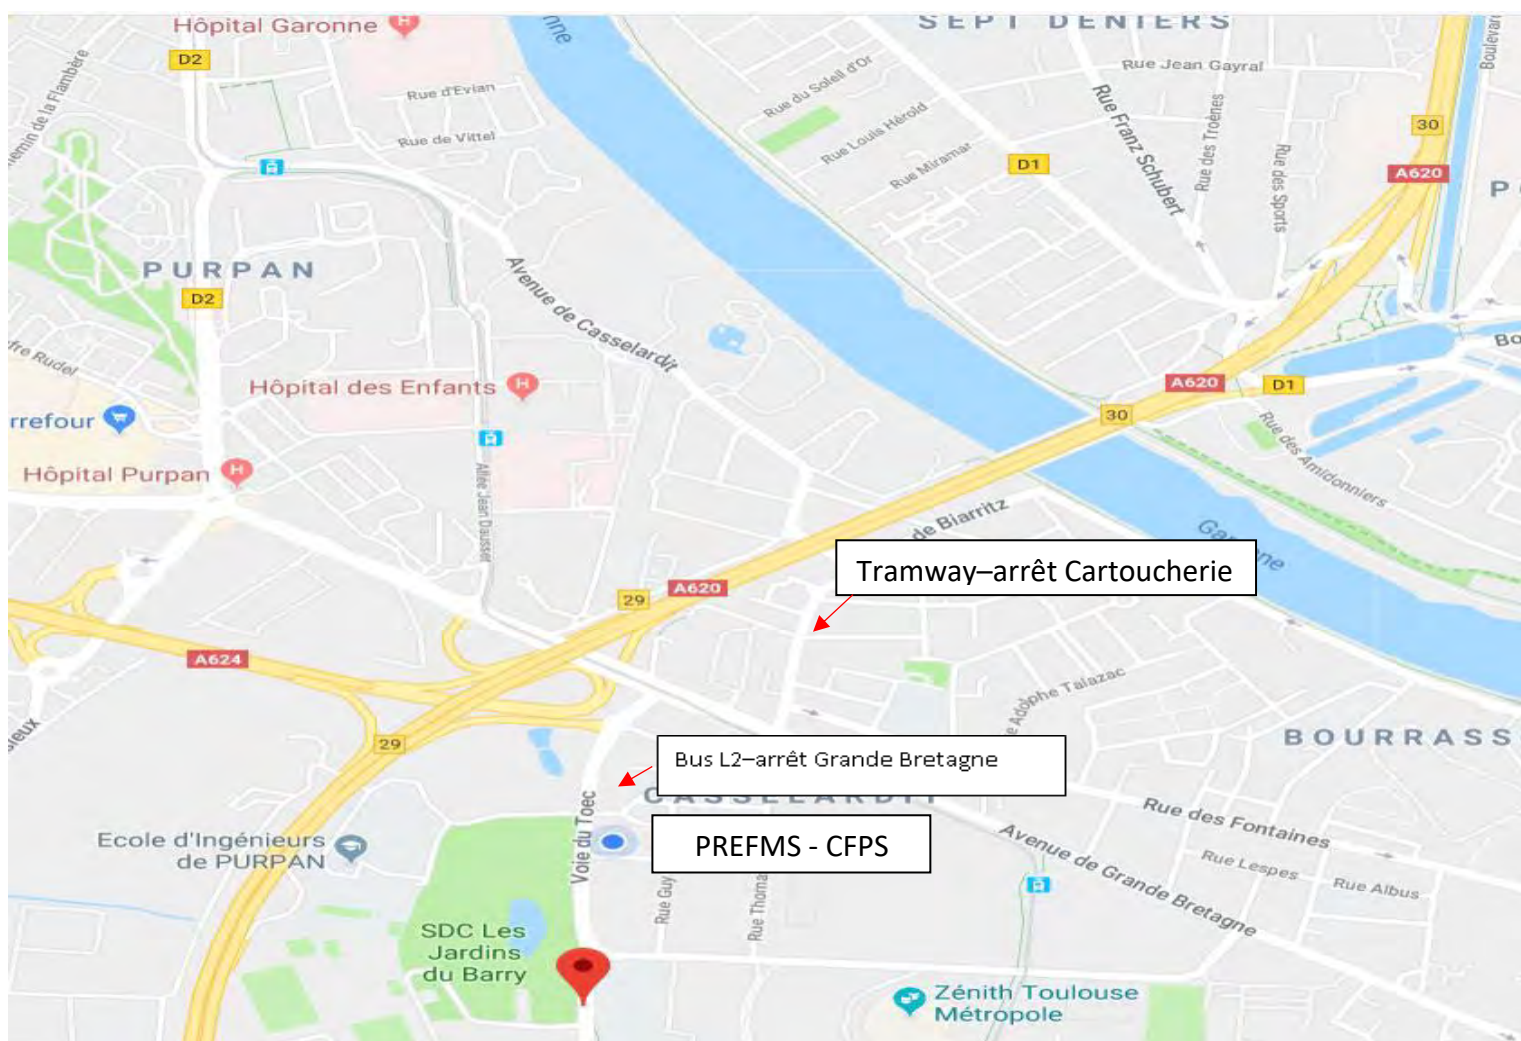 Hôpital Garonne
SEPT DENIERS
D2
Rue Jean Gayral
Rue d'Evian
Rue du Soleil d'Or
Rue Franz Schubert
Rue des Troènes
30
Rue de Vittel
Rue Louis Hérold
Rue Miramar
D1
Rue des Sports
A620
PURPAN
D2
Avenue de Casselardit
Hôpital des Enfants
A620
D1
30
Rue des Amidonniers
Hôpital Purpan
Allée Jean Dausset
de Biarritz
Garonne
Tramway–arrêt Cartoucherie
A620
29
A624
Adolphe Talazac
29
BOURRASS
Bus L2–arrêt Grande Bretagne
CASSELARDIT
Voie du Toec
PREFMS - CFPS
Rue des Fontaines
Avenue de Grande Bretagne
Rue Lespes
Rue Albus
Ecole d'Ingénieurs
de PURPAN
Rue Guy
Rue Thoma
SDC Les
Jardins
du Barry
Zénith Toulouse
Métropole